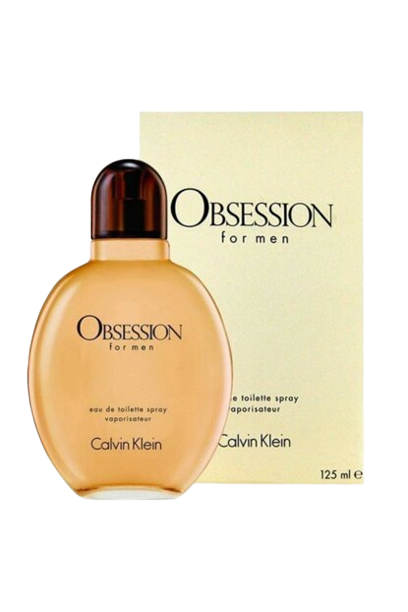 OBSESSION
for men
de toilette spray
vaporisateur
Calvin Klein
125 ml e
OBSESSION
for men
eau de toilette spray
vaporisateur
Calvin Klein